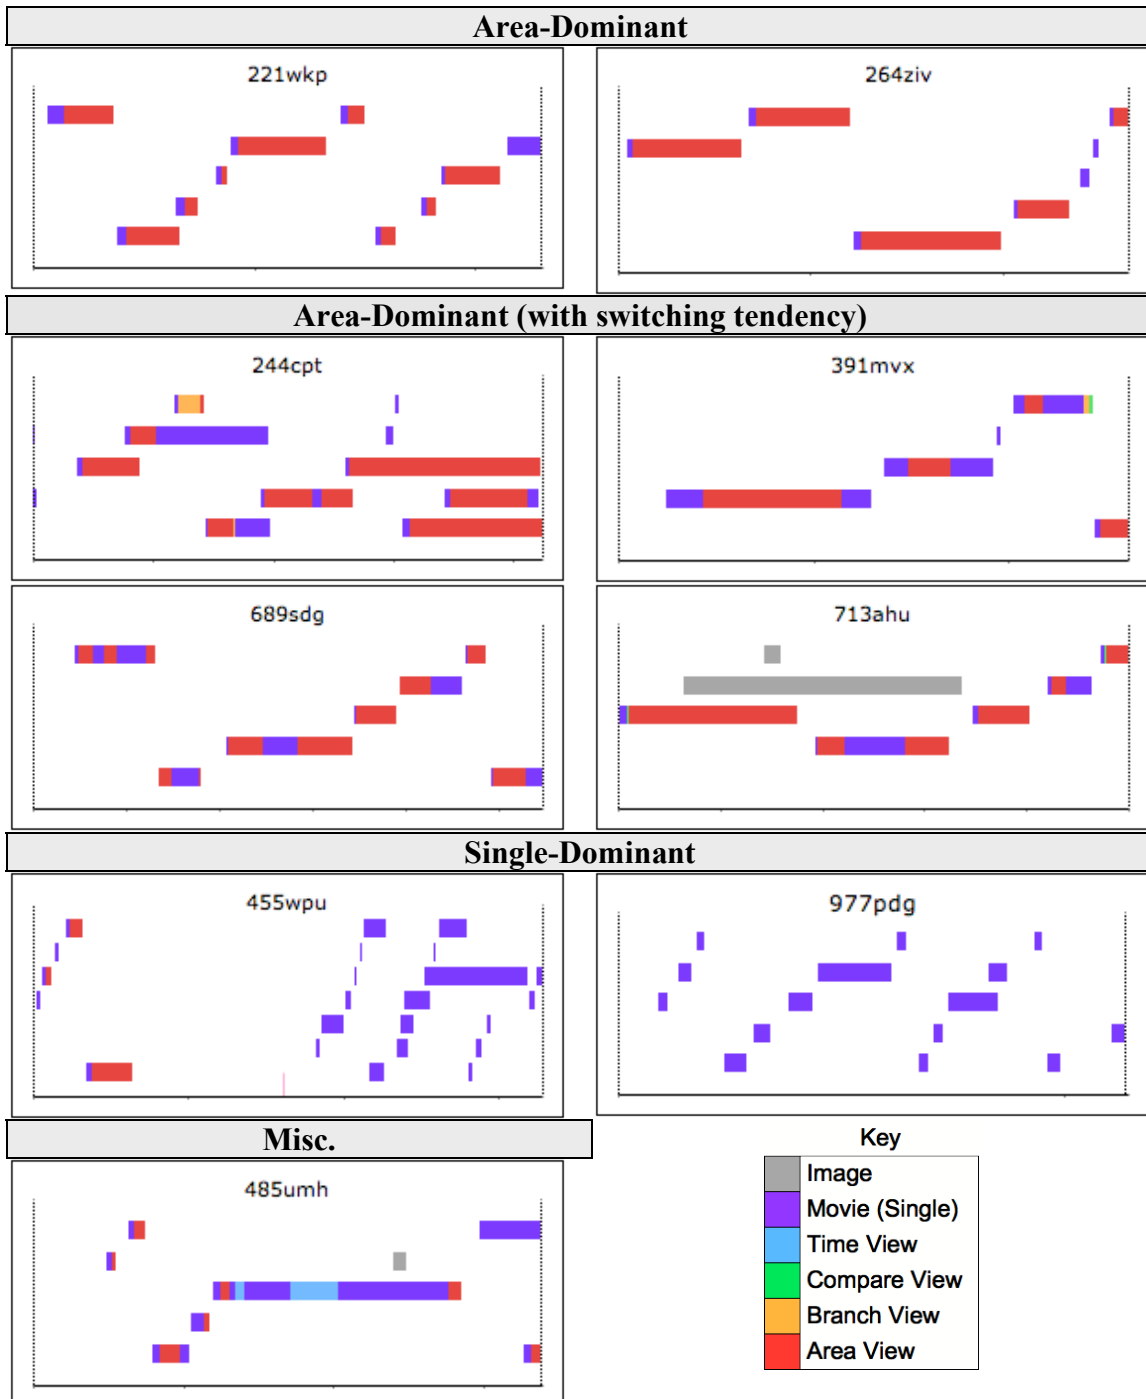 Area-Dominant
221wkp
264ziv
Area-Dominant (with switching tendency)
244cpt
391mvx
689sdg
713ahu
Single-Dominant
455wpu
977pdg
Misc.
485umh
Key
Image
Movie (Single)
Time View
Compare View
Branch View
Area View